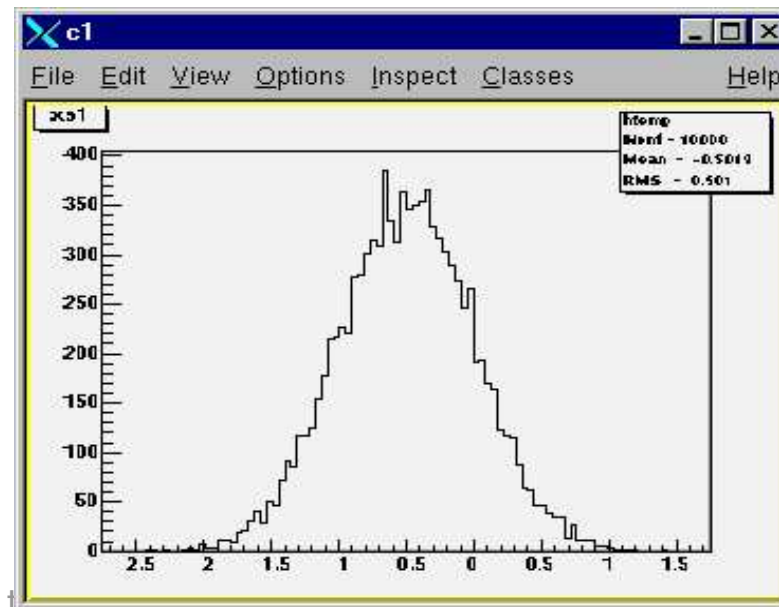 c1
File Edit View Options Inspect Classes Help
xs1
htemp
Nent = 10000
Mean = -0.5019
RMS = 0.501
400
350
300
250
200
150
100
50
0
2.5 2 1.5 1 0.5 0 0.5 1 1.5